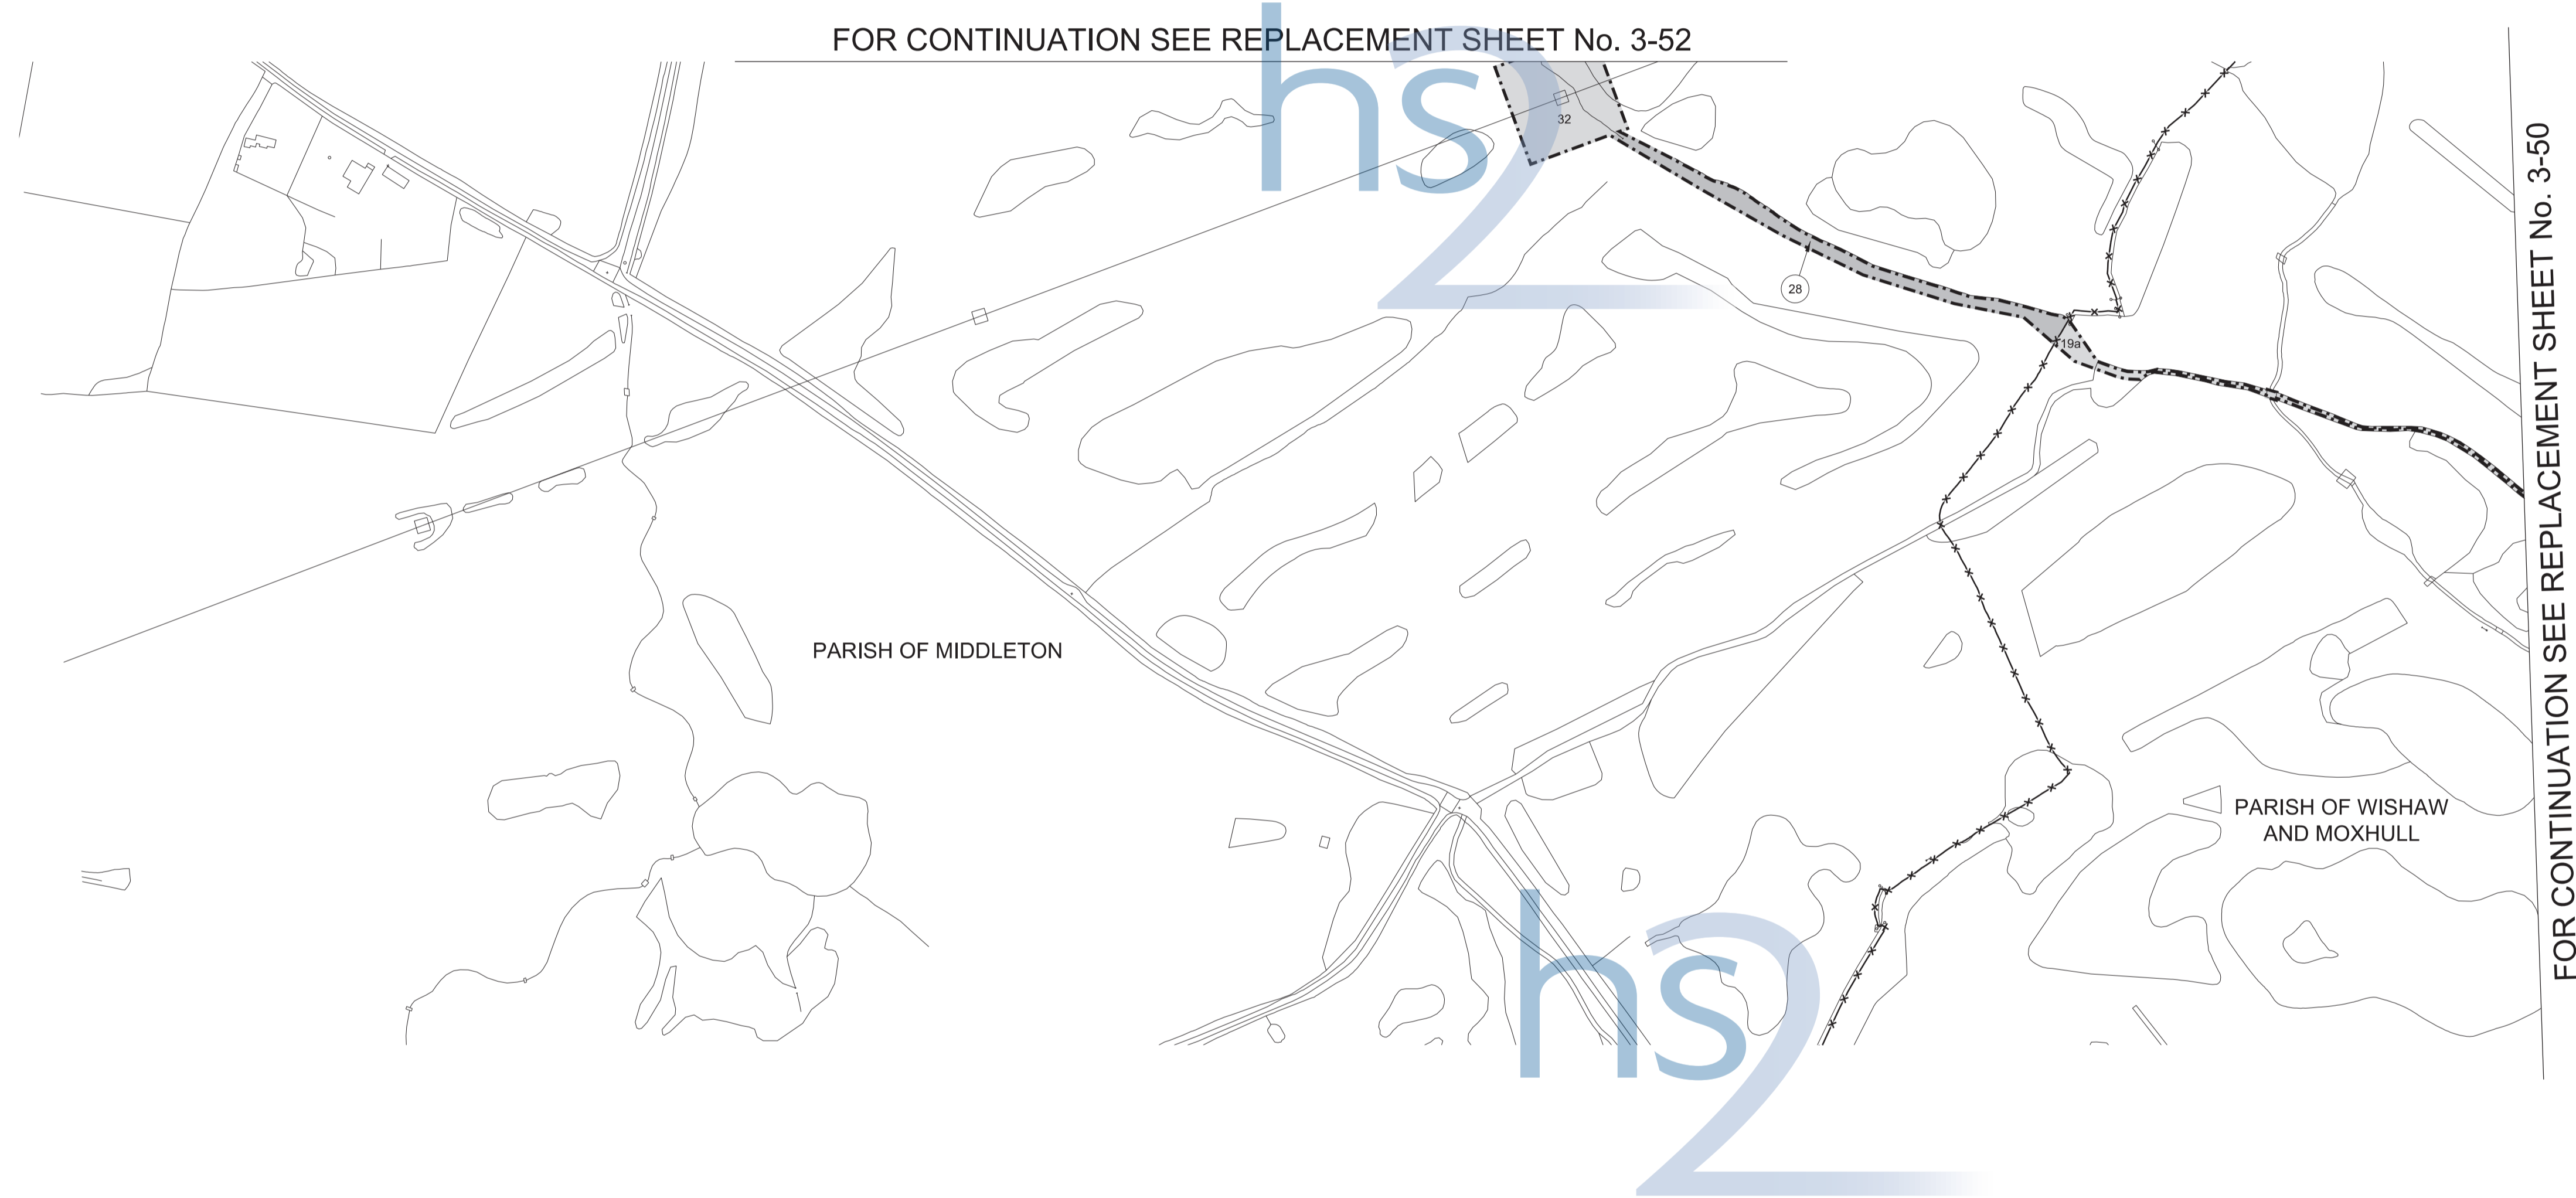 FOR CONTINUATION SEE REPLACEMENT SHEET No. 3-52
hs2
32
28
19a
FOR CONTINUATION SEE REPLACEMENT SHEET No. 3-50
PARISH OF MIDDLETON
PARISH OF WISHAW
AND MOXHULL
hs2